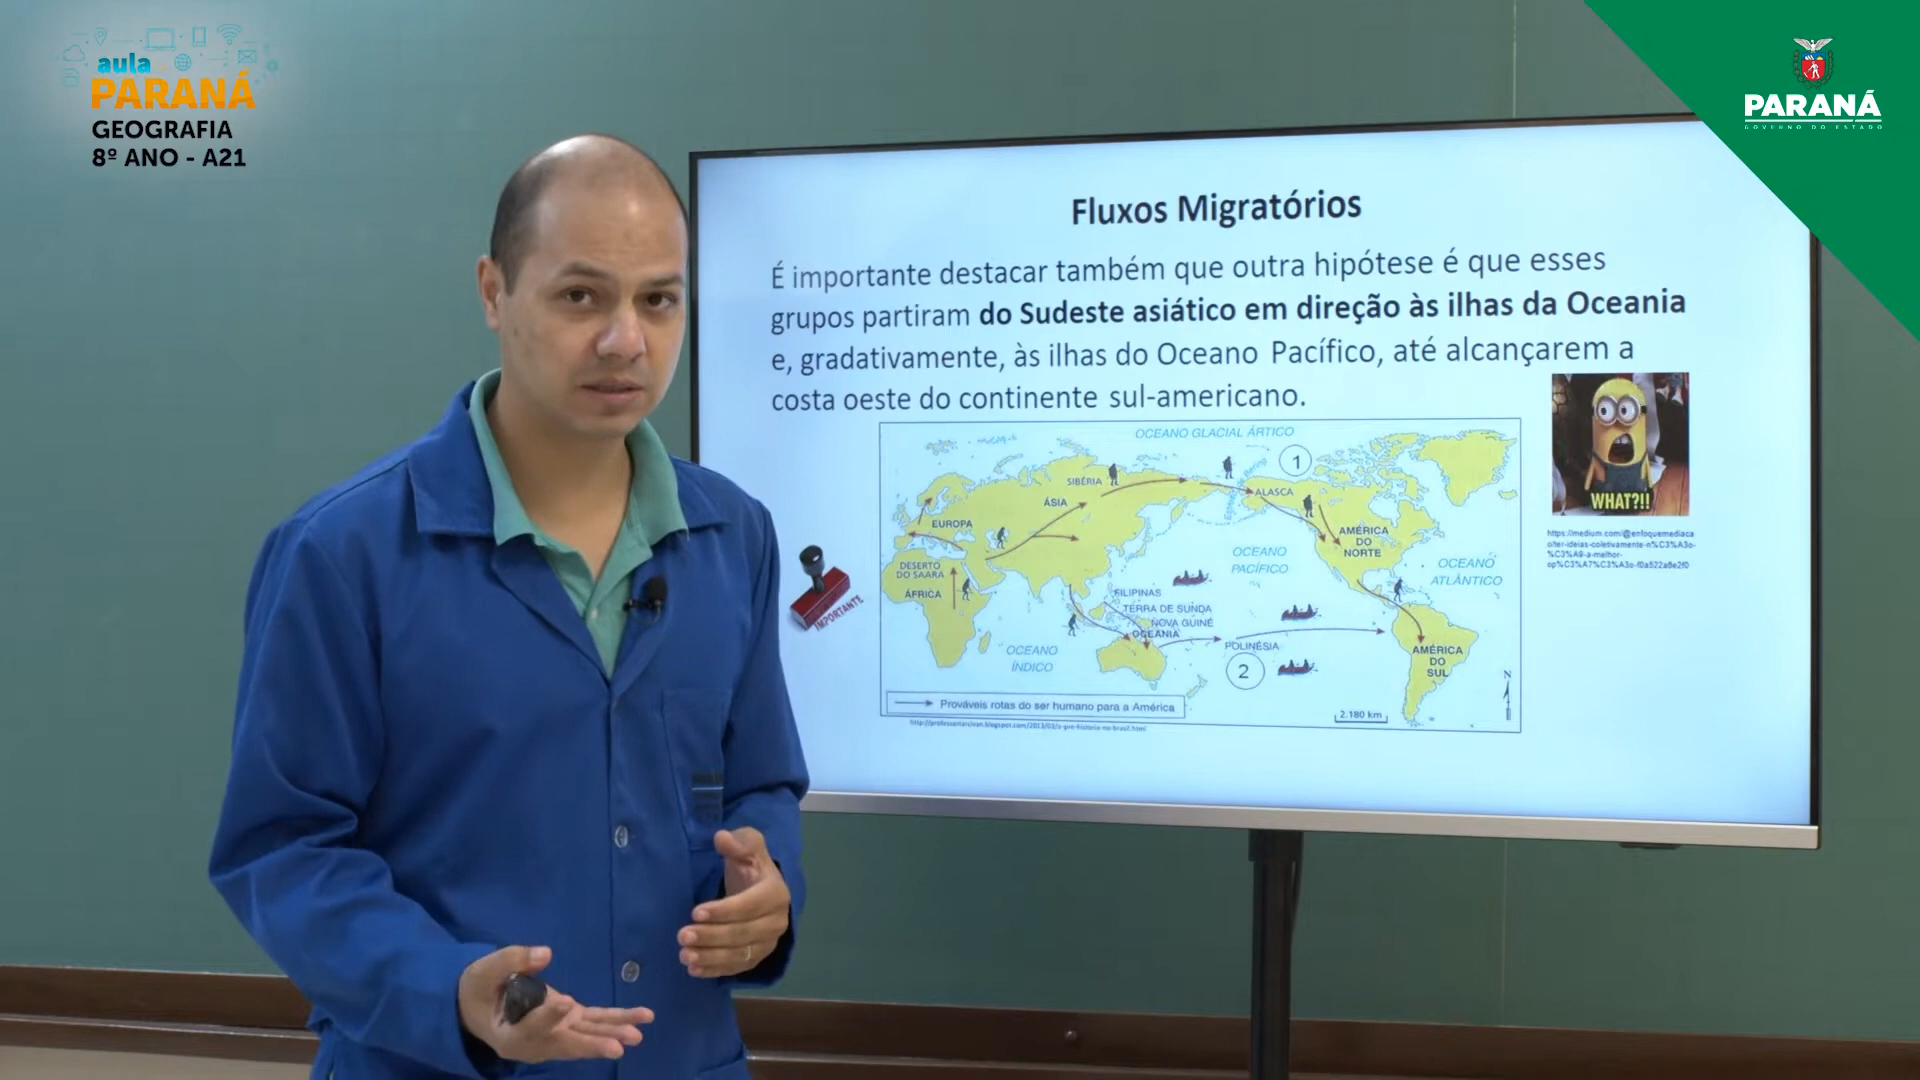 aula
PARANÁ
GEOGRAFIA
8º ANO - A21
PARANÁ
GOVERNO DO ESTADO
Fluxos Migratórios
É importante destacar também que outra hipótese é que esses
grupos partiram do Sudeste asiático em direção às ilhas da Oceania
e, gradativamente, às ilhas do Oceano Pacífico, até alcançarem a
costa oeste do continente sul-americano.
WHAT?!!
IMPORTANTE
OCEANO GLACIAL ÁRTICO
1
SIBÉRIA
ALASCA
ÁSIA
EUROPA
AMÉRICA
DO
NORTE
OCEANO
PACÍFICO
OCEANO
ATLÂNTICO
DESERTO
DO SAARA
ÁFRICA
FILIPINAS
TERRA DE SUNDA
NOVA GUINÉ
OCEANIA
POLINÉSIA
2
OCEANO
ÍNDICO
AMÉRICA
DO
SUL
N
Prováveis rotas do ser humano para a América
2.180 km